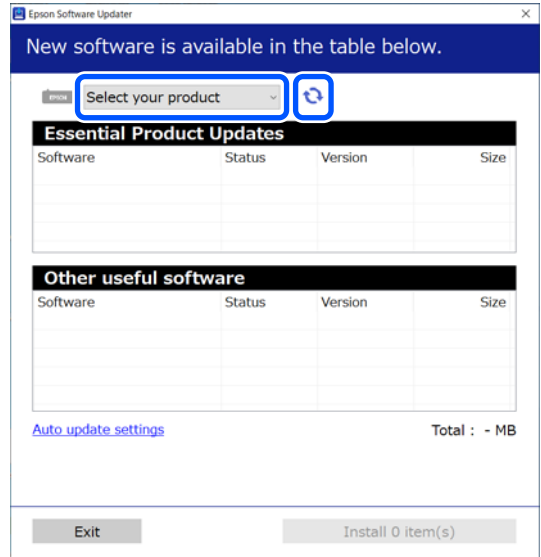 Epson Software Updater
New software is available in the table below.
EPSON Select your product
Essential Product Updates
Software Status Version Size
Other useful software
Software Status Version Size
Auto update settings Total : - MB
Exit Install 0 item(s)